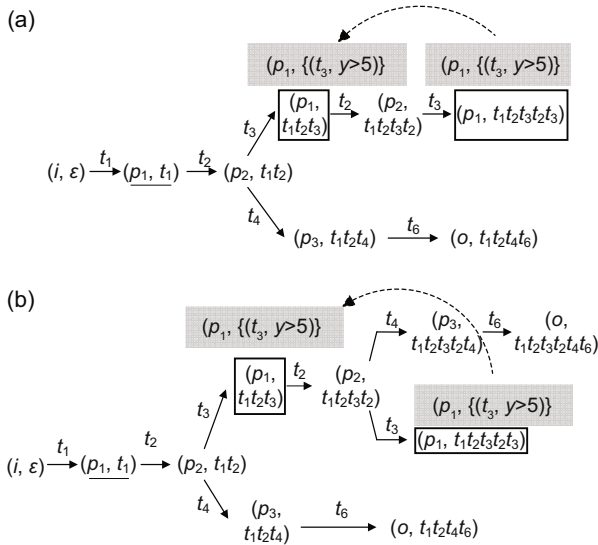 (a)
(p₁, {(t₃, y>5)} (p₁, {(t₃, y>5)}
(p₁, t₁t₂t₃) t₂ (p₂, t₁t₂t₃t₂) t₃ (p₁, t₁t₂t₃t₂t₃)
t₃
(i, ε) t₁ (p₁, t₁) t₂ (p₂, t₁t₂)
t₄
(p₃, t₁t₂t₄) t₆ (o, t₁t₂t₄t₆)
(b)
(p₁, {(t₃, y>5)}
t₄ (p₃, t₁t₂t₃t₂t₄) t₆ (o, t₁t₂t₃t₂t₄t₆)
(p₁, t₁t₂t₃) t₂ (p₂, t₁t₂t₃t₂)
(p₁, {(t₃, y>5)}
t₃ t₃ (p₁, t₁t₂t₃t₂t₃)
(i, ε) t₁ (p₁, t₁) t₂ (p₂, t₁t₂)
t₄
(p₃, t₁t₂t₄) t₆ (o, t₁t₂t₄t₆)